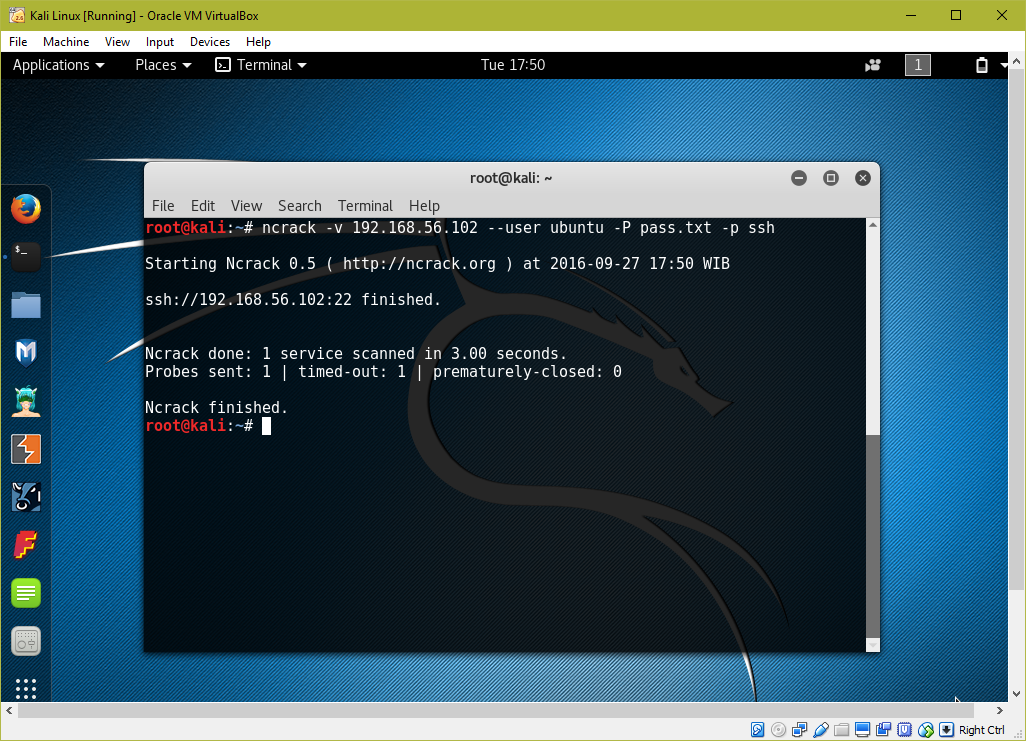 Kali Linux [Running] - Oracle VM VirtualBox
File Machine View Input Devices Help
Applications Places Terminal Tue 17:50 1
root@kali: ~
File Edit View Search Terminal Help
root@kali:~# ncrack -v 192.168.56.102 --user ubuntu -P pass.txt -p ssh
Starting Ncrack 0.5 ( http://ncrack.org ) at 2016-09-27 17:50 WIB
ssh://192.168.56.102:22 finished.
Ncrack done: 1 service scanned in 3.00 seconds.
Probes sent: 1 | timed-out: 1 | prematurely-closed: 0
Ncrack finished.
root@kali:~#
Right Ctrl